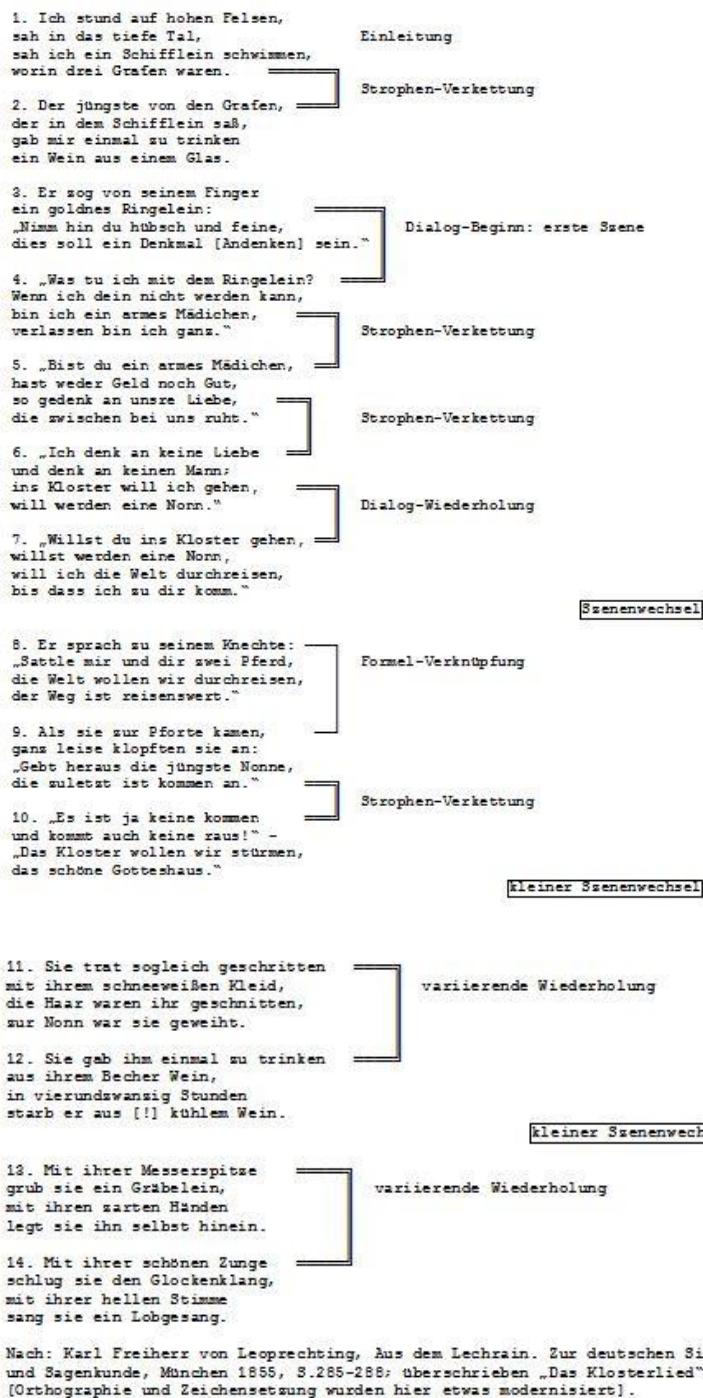 1. Ich stund auf hohen Felsen,
sah in das tiefe Tal, Einleitung
sah ich ein Schifflein schwimmen,
worin drei Grafen waren.
Strophen-Verkettung
2. Der jüngste von den Grafen,
der in dem Schifflein saß,
gab mir einmal zu trinken
ein Wein aus einem Glas.
3. Er zog von seinem Finger
ein goldnes Ringelein:
„Nimm hin du hübsch und feine, Dialog-Beginn: erste Szene
dies soll ein Denkmal [Andenken] sein.“
4. „Was tu ich mit dem Ringelein?
Wenn ich dein nicht werden kann,
bin ich ein armes Mädichen,
verlassen bin ich ganz.“ Strophen-Verkettung
5. „Bist du ein armes Mädichen,
hast weder Geld noch Gut,
so gedenk an unsre Liebe,
die zwischen bei uns ruht.“ Strophen-Verkettung
6. „Ich denk an keine Liebe
und denk an keinen Mann;
ins Kloster will ich gehen,
will werden eine Nonn.“ Dialog-Wiederholung
7. „Willst du ins Kloster gehen,
willst werden eine Nonn,
will ich die Welt durchreisen,
bis dass ich zu dir komm.“
Szenenwechsel
8. Er sprach zu seinem Knechte:
„Sattle mir und dir zwei Pferd, Formel-Verknüpfung
die Welt wollen wir durchreisen,
der Weg ist reisenswert.“
9. Als sie zur Pforte kamen,
ganz leise klopften sie an:
„Gebt heraus die jüngste Nonne,
die zuletzt ist kommen an.“
Strophen-Verkettung
10. „Es ist ja keine kommen
und kommt auch keine raus!“ –
„Das Kloster wollen wir stürmen,
das schöne Gotteshaus.“
kleiner Szenenwechsel
11. Sie trat sogleich geschritten
mit ihrem schneeweißen Kleid, variierende Wiederholung
die Haar waren ihr geschnitten,
zur Nonn war sie geweiht.
12. Sie gab ihm einmal zu trinken
aus ihrem Becher Wein,
in vierundzwanzig Stunden
starb er aus [!] kühlem Wein.
kleiner Szenenwech
13. Mit ihrer Messerspitze
grub sie ein Gräbelein, variierende Wiederholung
mit ihren zarten Händen
legt sie ihn selbst hinein.
14. Mit ihrer schönen Zunge
schlug sie den Glockenklang,
mit ihrer hellen Stimme
sang sie ein Lobgesang.
Nach: Karl Freiherr von Leoprechting, Aus dem Lechrain. Zur deutschen Si
und Sagenkunde, München 1855, S.285-288; überschrieben „Das Klosterlied“
[Orthographie und Zeichensetzung wurden hier etwas modernisiert].